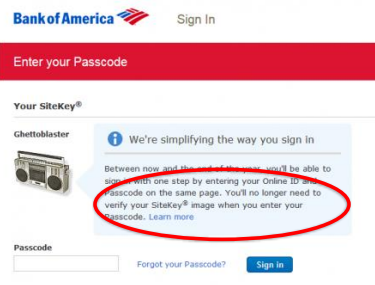 Bank of America Sign In
Enter your Passcode
Your SiteKey®
Ghettoblaster
We're simplifying the way you sign in
Between now and the end of the year, you'll be able to
sign in with one step by entering your Online ID and
Passcode on the same page. You'll no longer need to
verify your SiteKey® image when you enter your
Passcode. Learn more
Passcode
Forgot your Passcode? Sign in